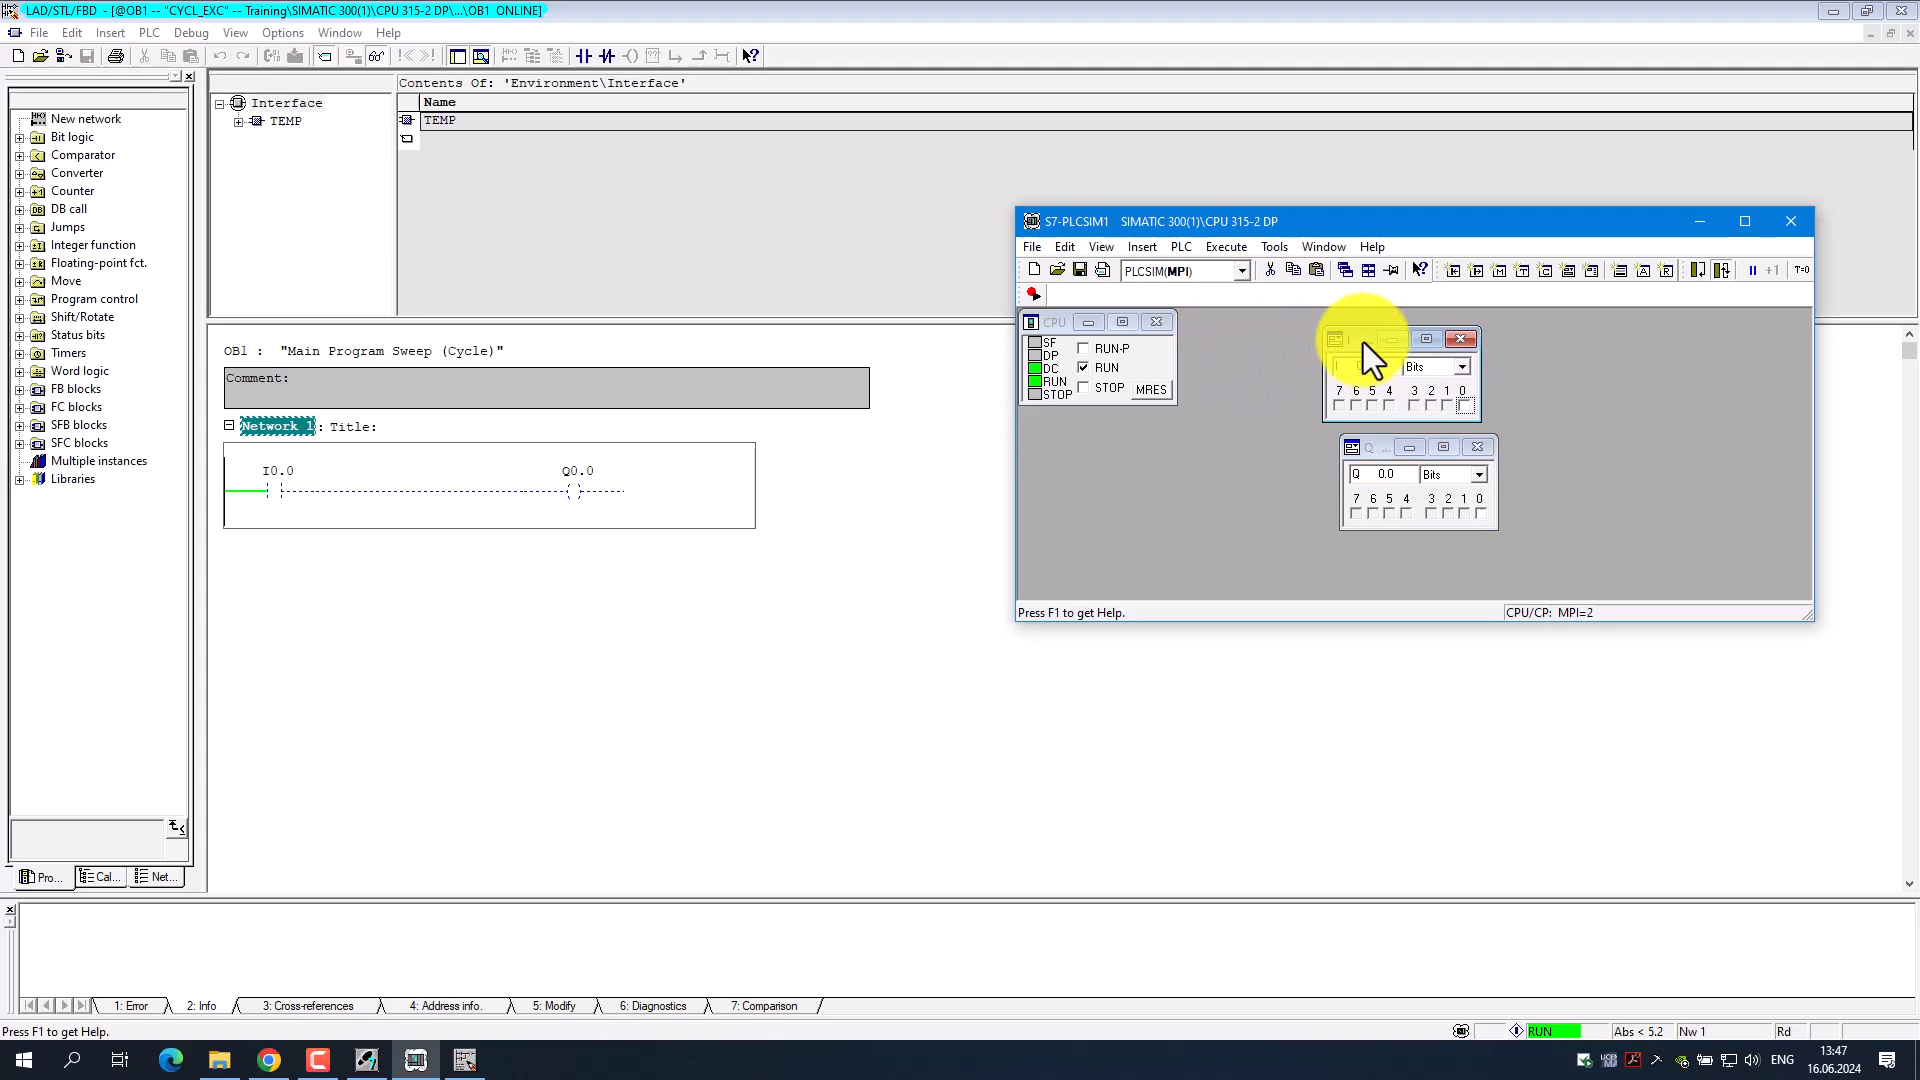 LAD/STL/FBD - [@OB1 -- "CYCL_EXC" -- Training\SIMATIC 300(1)\CPU 315-2 DP\...\OB1 ONLINE]
File Edit Insert PLC Debug View Options Window Help
New network
Bit logic
Comparator
Converter
Counter
DB call
Jumps
Integer function
Floating-point fct.
Move
Program control
Shift/Rotate
Status bits
Timers
Word logic
FB blocks
FC blocks
SFB blocks
SFC blocks
Multiple instances
Libraries
Pro... Cal... Net...
Interface
TEMP
Contents Of: 'Environment\Interface'
Name
TEMP
OB1 : "Main Program Sweep (Cycle)"
Comment:
Network 1: Title:
I0.0 Q0.0
S7-PLCSIM1 SIMATIC 300(1)\CPU 315-2 DP
File Edit View Insert PLC Execute Tools Window Help
PLCSIM(MPI)
+1 T=0
CPU
SF
DP
DC
RUN
STOP
RUN-P
RUN
STOP MRES
I
Bits
7 6 5 4 3 2 1 0
Q ...
Q 0.0 Bits
7 6 5 4 3 2 1 0
Press F1 to get Help. CPU/CP: MPI=2
1: Error 2: Info 3: Cross-references 4: Address info. 5: Modify 6: Diagnostics 7: Comparison
Press F1 to get Help. RUN Abs < 5.2 Nw 1 Rd
ENG
13:47
16.06.2024